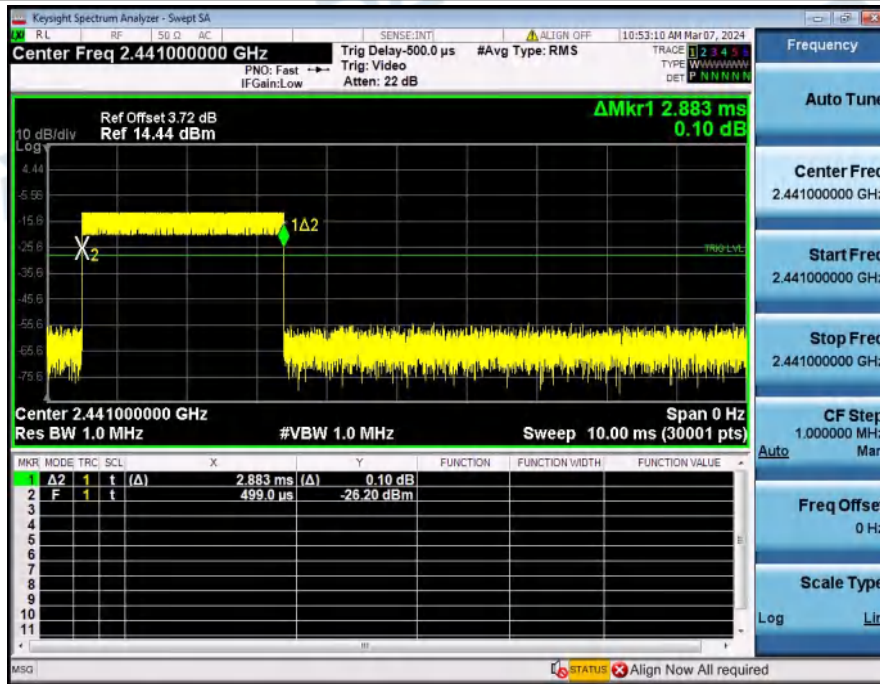 Keysight Spectrum Analyzer - Swept SA
RL RF 50 Ω AC SENSE:INT ALIGN OFF 10:53:10 AM Mar 07, 2024
Center Freq 2.441000000 GHz
PNO: Fast
IFGain:Low
Trig Delay-500.0 µs
Trig: Video
Atten: 22 dB
#Avg Type: RMS
TRACE 1 2 3 4 5 6
TYPE WWWWWWW
DET P N N N N N
Ref Offset 3.72 dB
10 dB/div Ref 14.44 dBm
Log
ΔMkr1 2.883 ms
0.10 dB
4.44
-5.56
-15.6
-25.6
-35.6
-45.6
-55.6
-65.6
-75.6
1Δ2
X2
TRIG LVL
Center 2.441000000 GHz Span 0 Hz
Res BW 1.0 MHz #VBW 1.0 MHz Sweep 10.00 ms (30001 pts)
MKR MODE TRC SCL X Y FUNCTION FUNCTION WIDTH FUNCTION VALUE
1 Δ2 1 t (Δ) 2.883 ms (Δ) 0.10 dB
2 F 1 t 499.0 µs -26.20 dBm
3
4
5
6
7
8
9
10
11
MSG STATUS Align Now All required
Frequency
Auto Tune
Center Freq
2.441000000 GHz
Start Freq
2.441000000 GHz
Stop Freq
2.441000000 GHz
CF Step
1.000000 MHz
Auto Man
Freq Offset
0 Hz
Scale Type
Log Lin